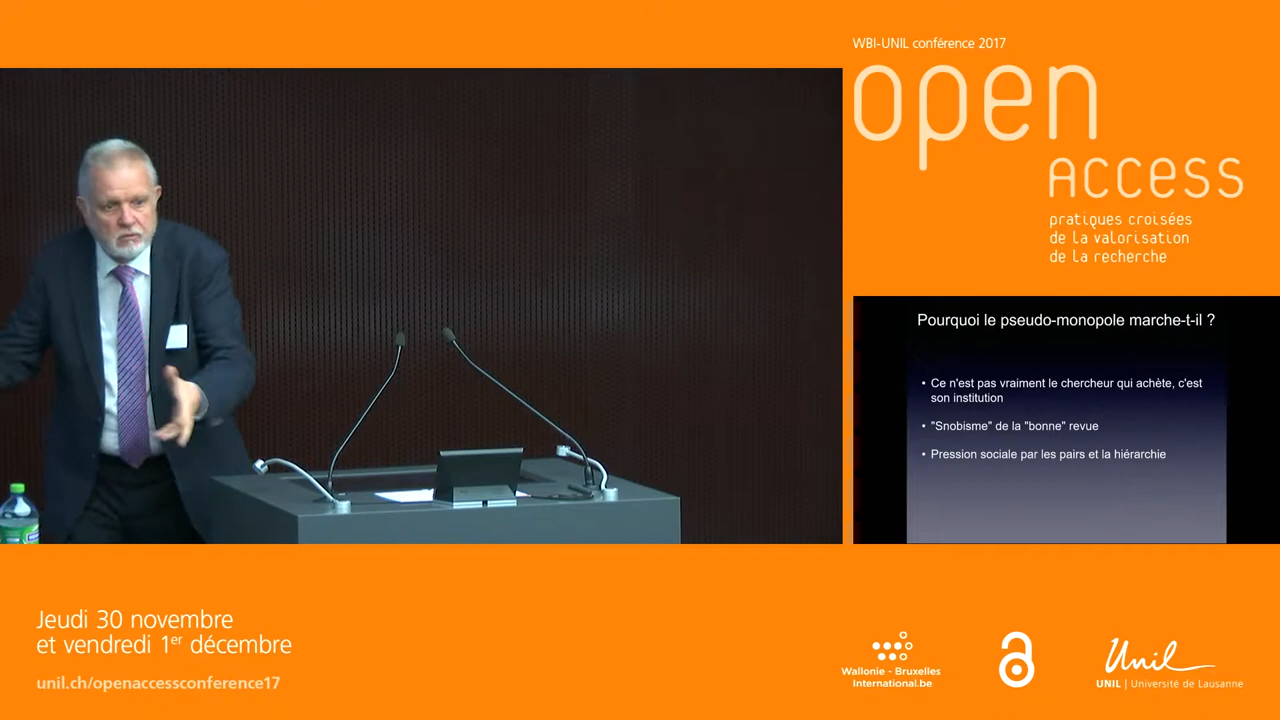 WBI-UNIL conférence 2017
open
access
pratiques croisées
de la valorisation
de la recherche
Pourquoi le pseudo-monopole marche-t-il ?
• Ce n'est pas vraiment le chercheur qui achète, c'est
son institution
• "Snobisme" de la "bonne" revue
• Pression sociale par les pairs et la hiérarchie
Jeudi 30 novembre
et vendredi 1er décembre
unil.ch/openaccessconference17
Wallonie - Bruxelles
International.be
Unil
UNIL | Université de Lausanne